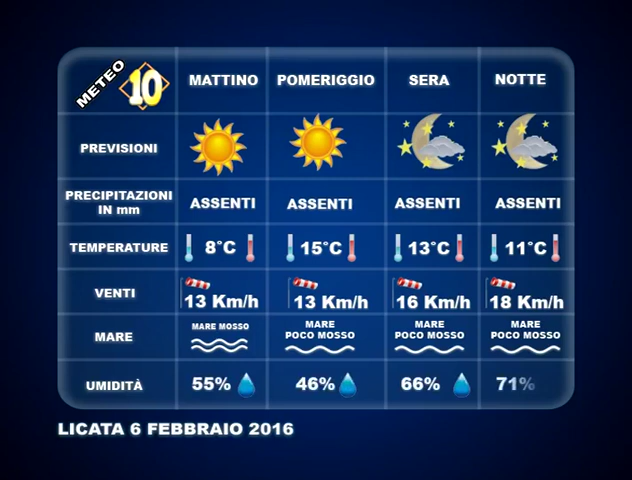 METEO 10 MATTINO POMERIGGIO SERA NOTTE
PREVISIONI
PRECIPITAZIONI
IN mm ASSENTI ASSENTI ASSENTI ASSENTI
TEMPERATURE 8°C 15°C 13°C 11°C
VENTI 13 Km/h 13 Km/h 16 Km/h 18 Km/h
MARE MARE MOSSO MARE POCO MOSSO MARE POCO MOSSO MARE POCO MOSSO
UMIDITÀ 55% 46% 66% 71%
LICATA 6 FEBBRAIO 2016